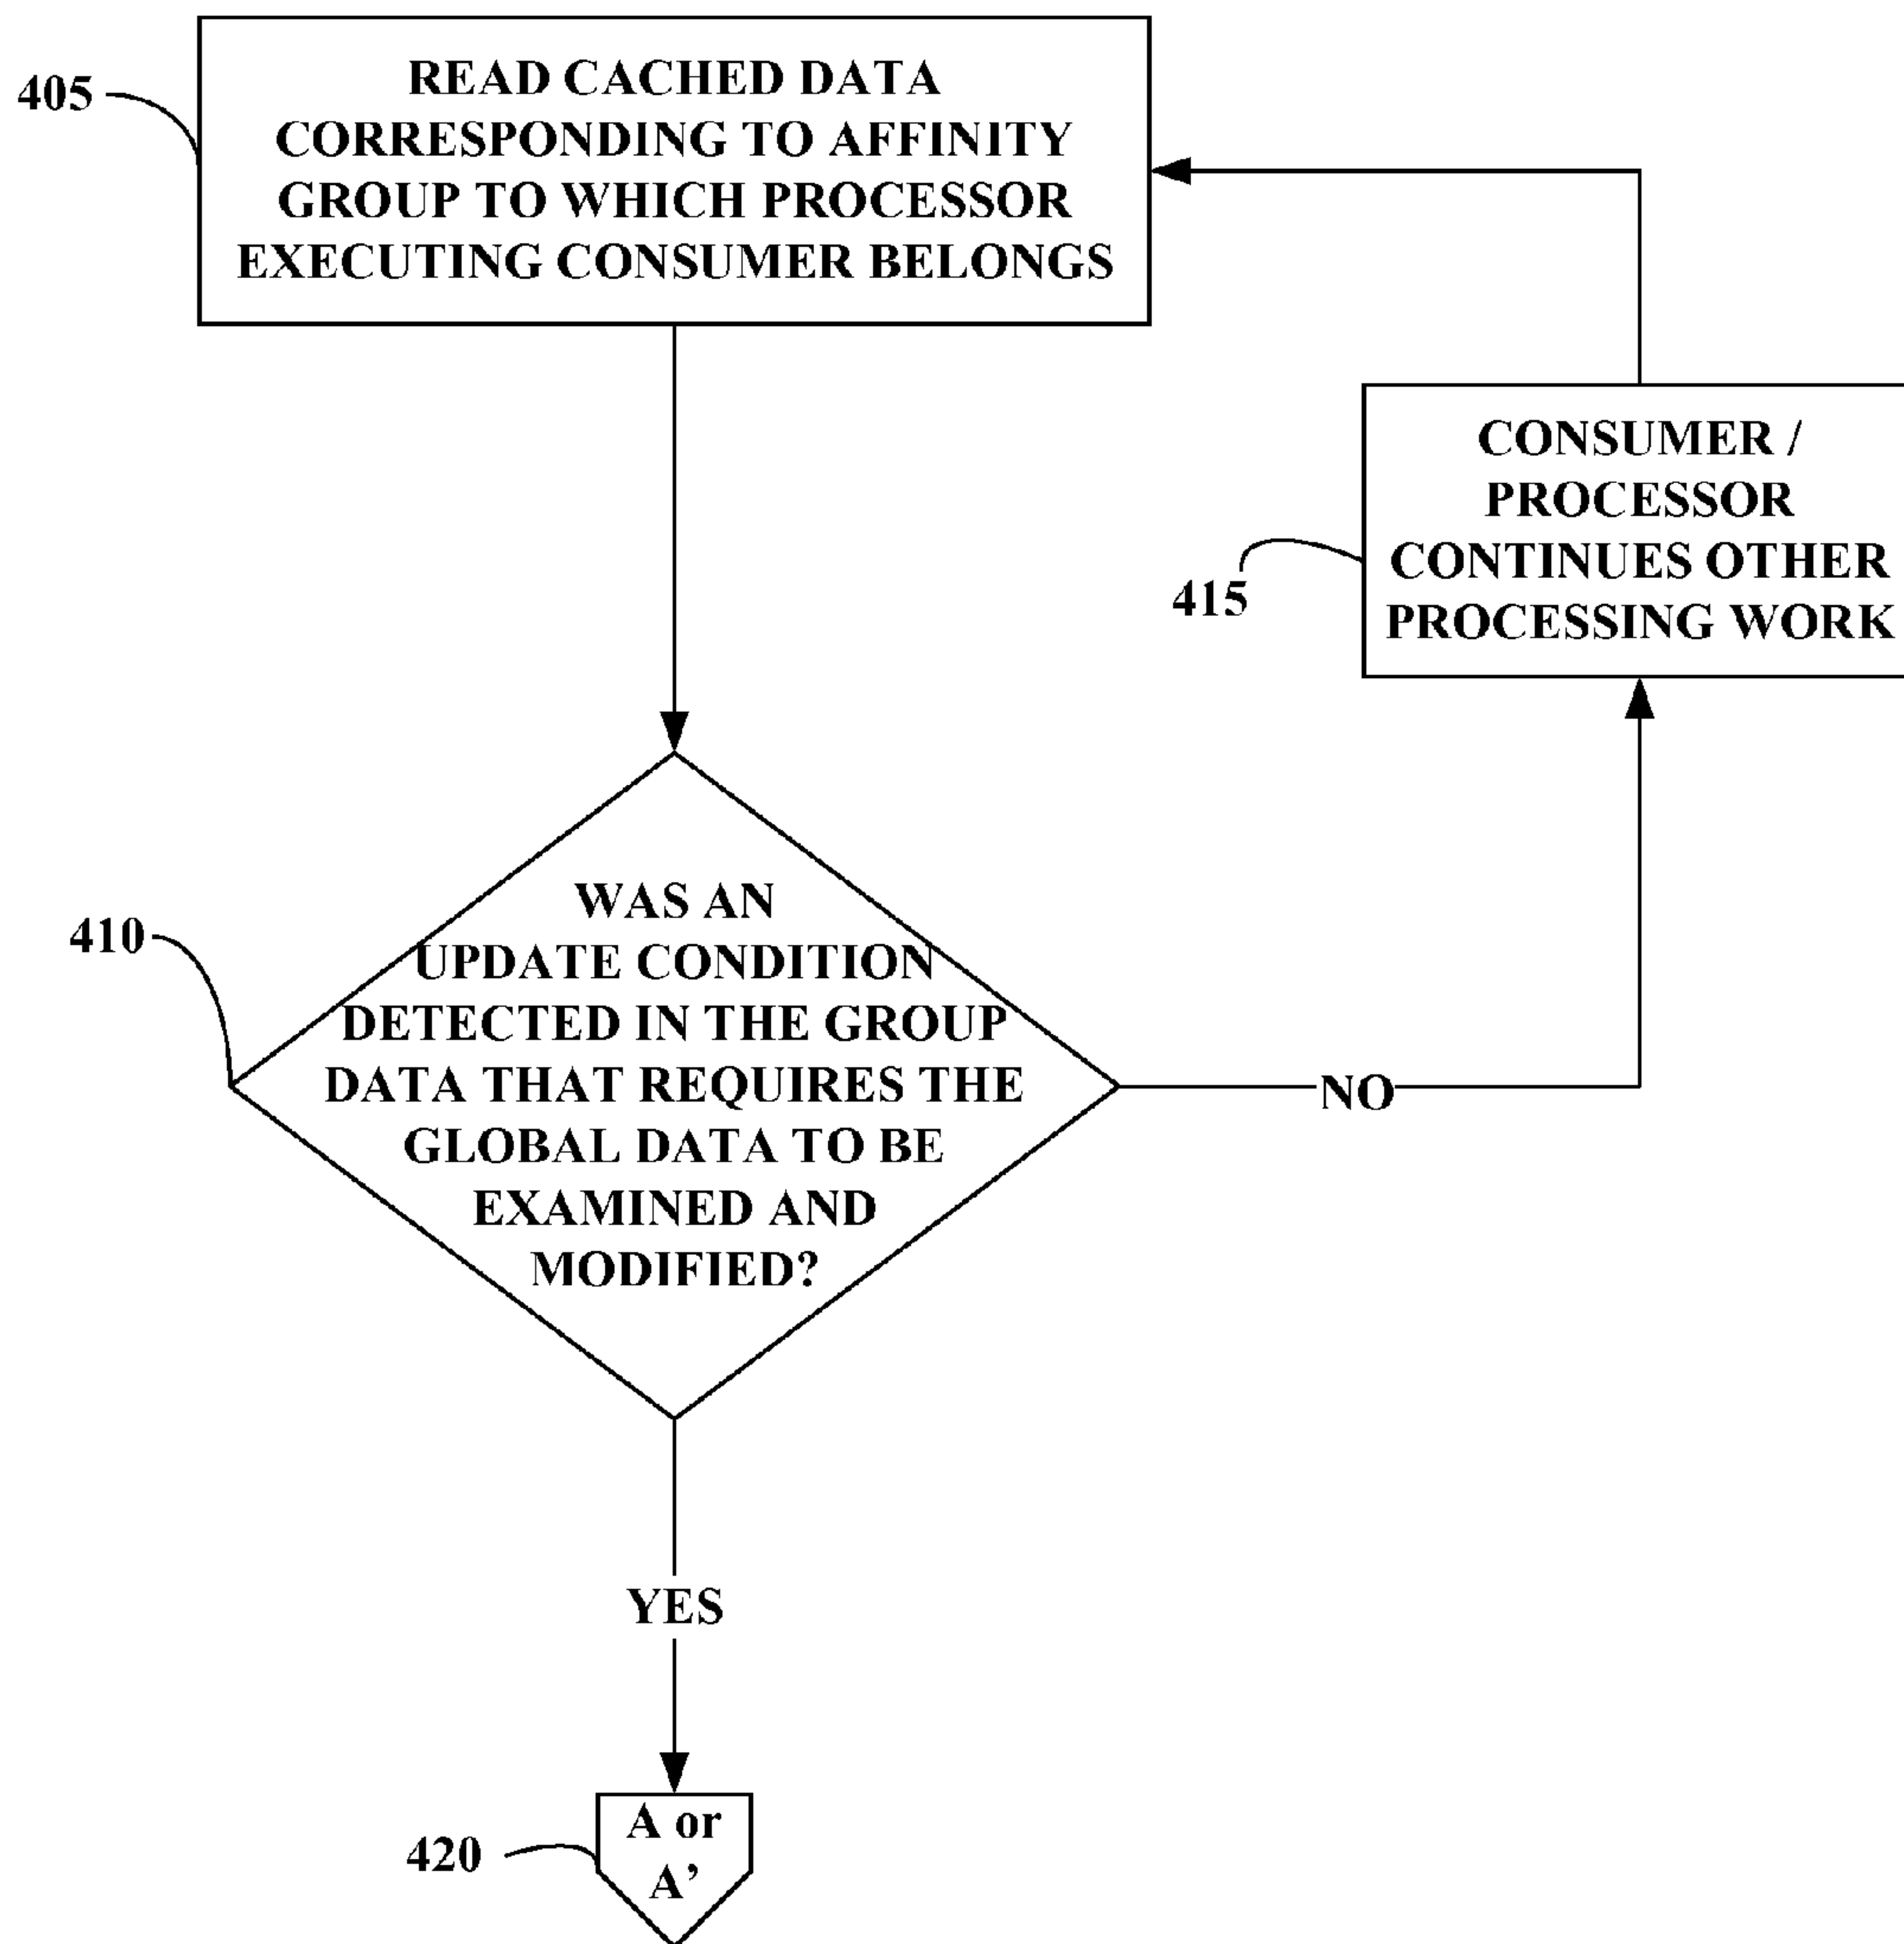 405
READ CACHED DATA
CORRESPONDING TO AFFINITY
GROUP TO WHICH PROCESSOR
EXECUTING CONSUMER BELONGS
CONSUMER /
PROCESSOR
CONTINUES OTHER
PROCESSING WORK
415
410
WAS AN
UPDATE CONDITION
DETECTED IN THE GROUP
DATA THAT REQUIRES THE
GLOBAL DATA TO BE
EXAMINED AND
MODIFIED?
NO
YES
420
A or
A’